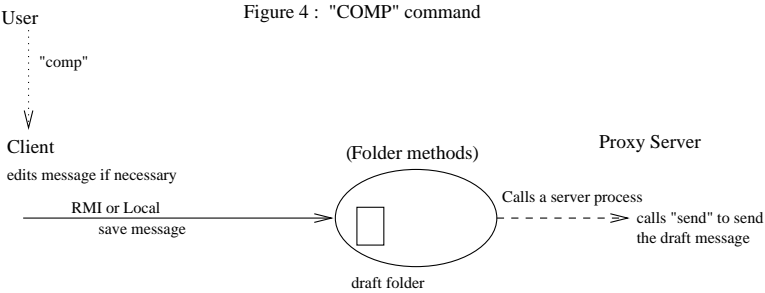 Figure 4 :  "COMP" command
User
"comp"
Client
edits message if necessary
(Folder methods)
Proxy Server
RMI or Local
save message
Calls a server process
calls "send" to send
the draft message
draft folder